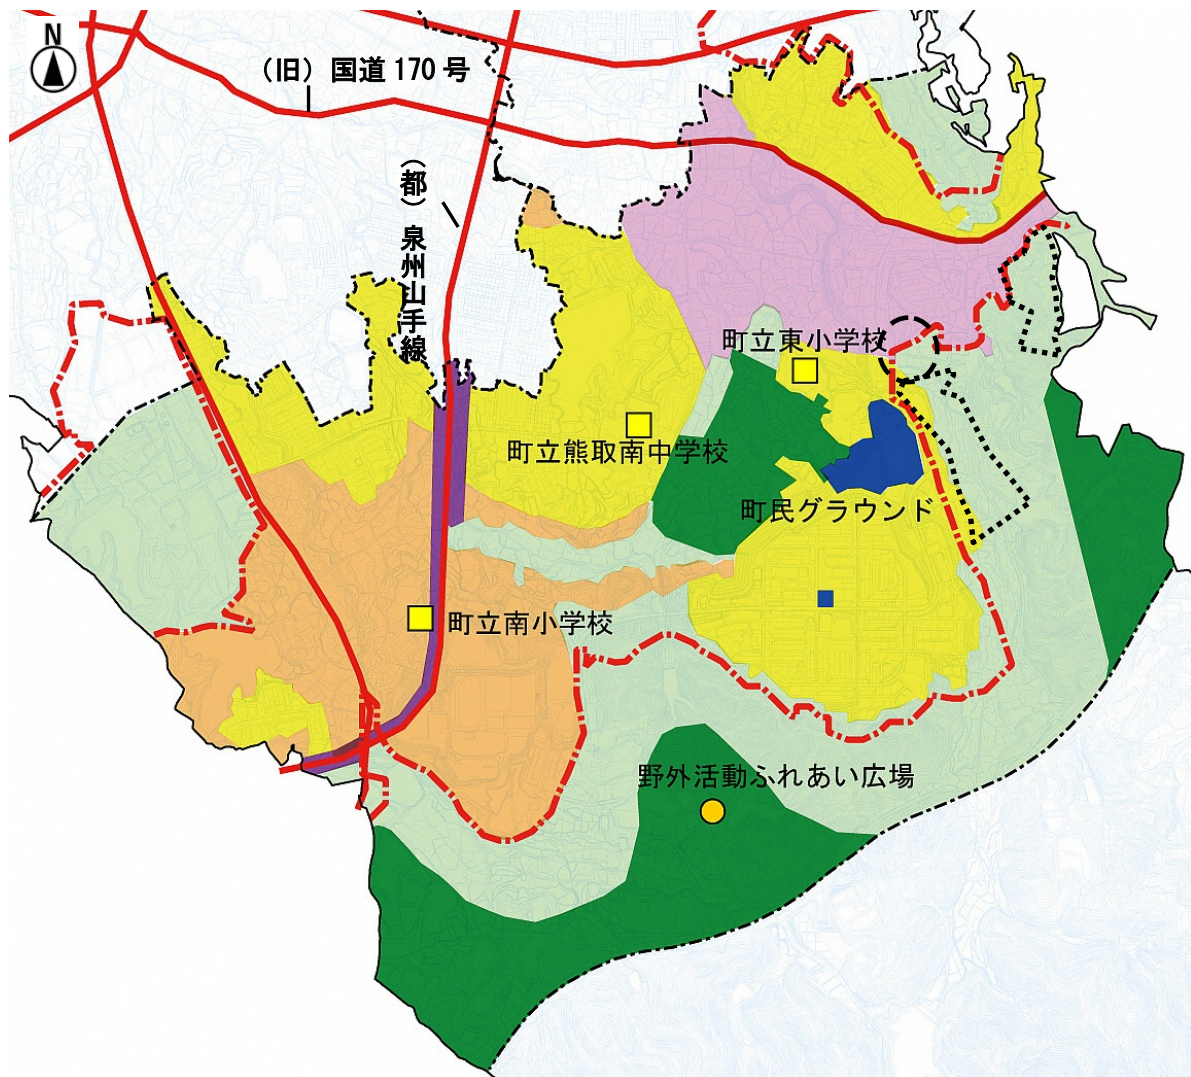 N
（旧）国道 170 号
（都）泉州山手線
町立東小学校
町立熊取南中学校
町民グラウンド
町立南小学校
野外活動ふれあい広場